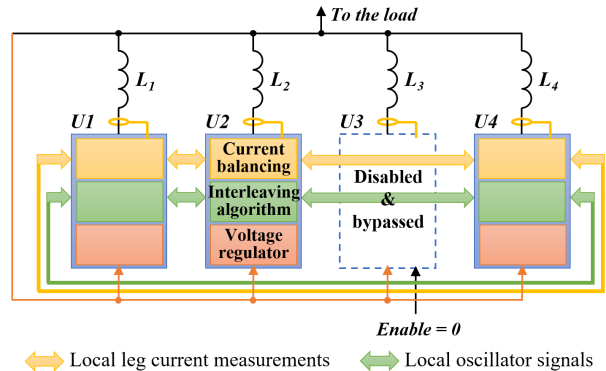 To the load
L1
L2
L3
L4
U1
U2
U3
U4
Current
balancing
Interleaving
algorithm
Voltage
regulator
Disabled
&
bypassed
Enable = 0
Local leg current measurements
Local oscillator signals